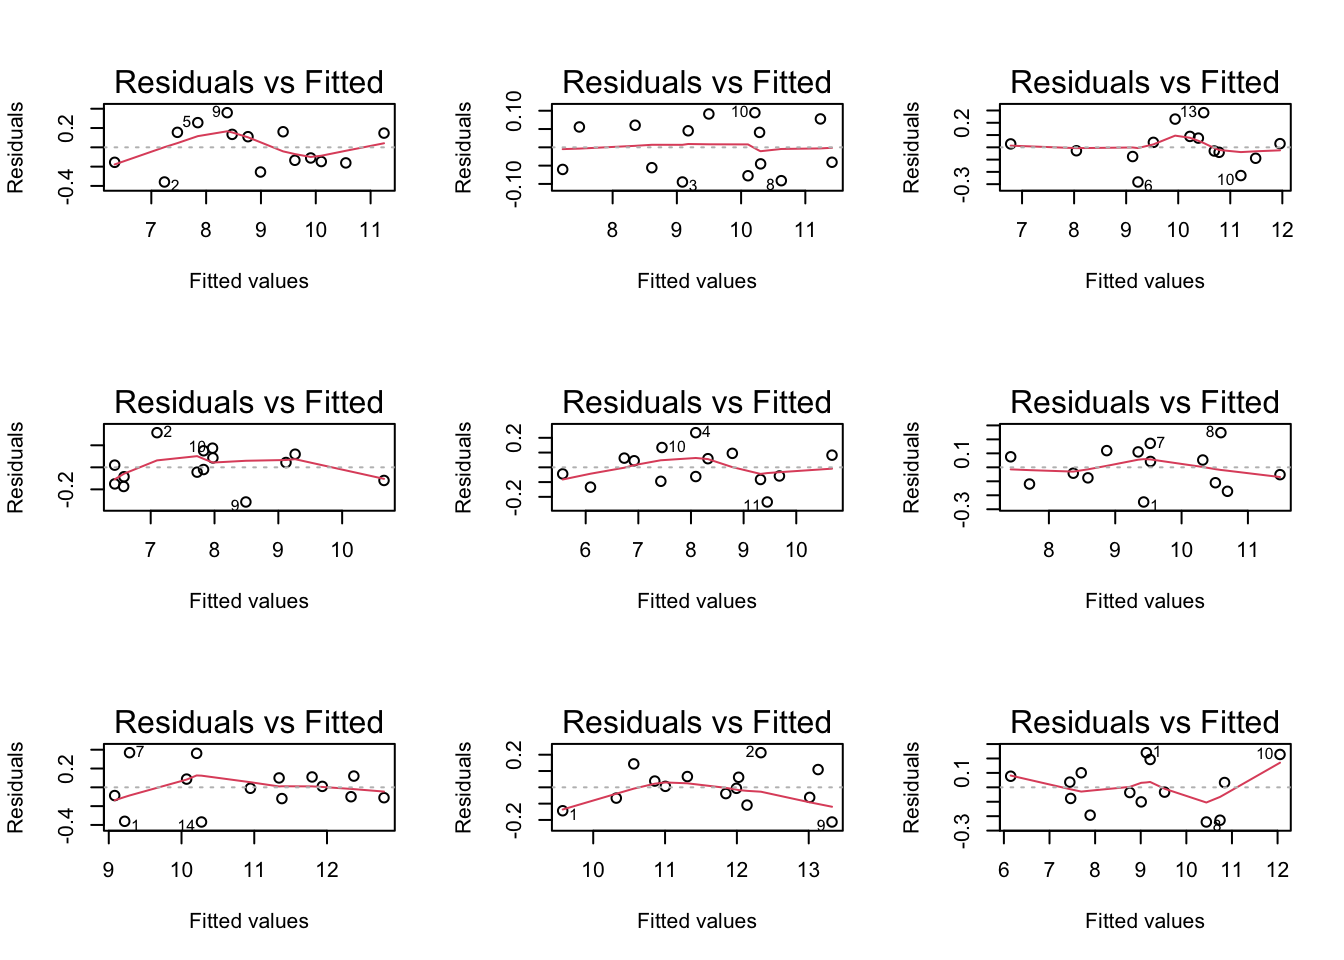 Residuals vs Fitted
Residuals
0.2
-0.4
9
5
2
7 8 9 10 11
Fitted values
Residuals vs Fitted
Residuals
0.10
-0.10
10
3
8
8 9 10 11
Fitted values
Residuals vs Fitted
Residuals
0.2
-0.3
13
6
10
7 8 9 10 11 12
Fitted values
Residuals vs Fitted
Residuals
-0.2
2
10
9
7 8 9 10
Fitted values
Residuals vs Fitted
Residuals
0.2
-0.2
4
10
11
6 7 8 9 10
Fitted values
Residuals vs Fitted
Residuals
0.1
-0.3
8
7
1
8 9 10 11
Fitted values
Residuals vs Fitted
Residuals
0.2
-0.4
7
1
14
9 10 11 12
Fitted values
Residuals vs Fitted
Residuals
0.2
-0.2
2
1
9
10 11 12 13
Fitted values
Residuals vs Fitted
Residuals
0.1
-0.3
1
10
8
6 7 8 9 10 11 12
Fitted values